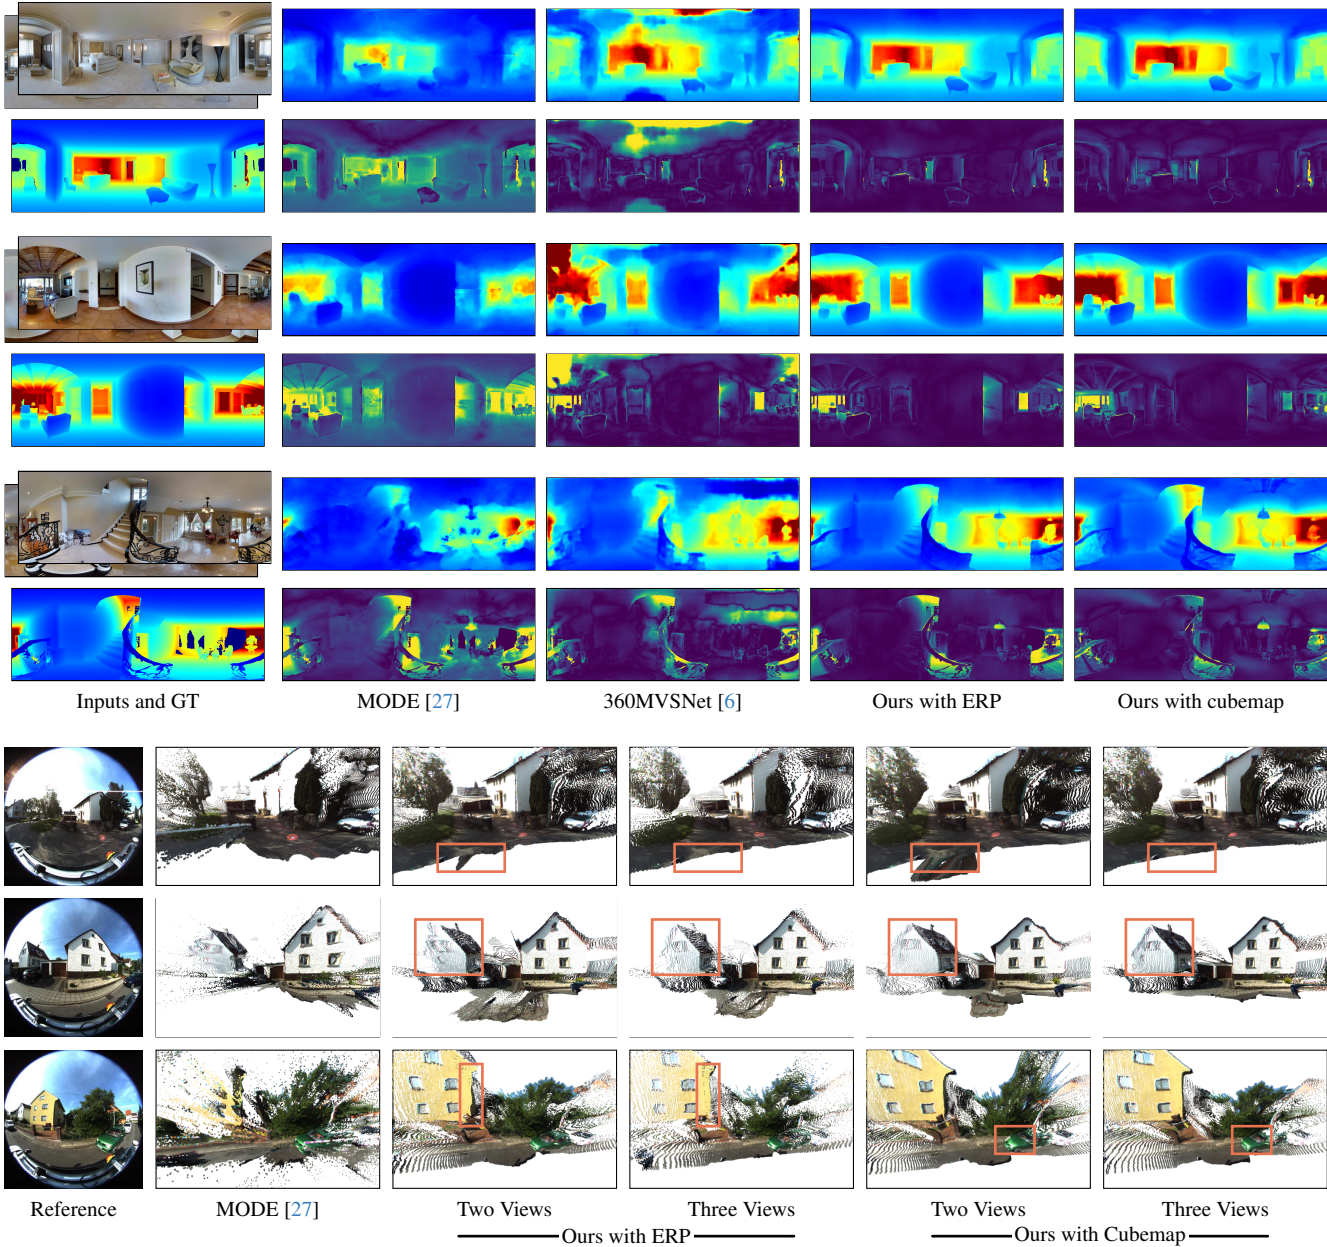 Inputs and GT MODE [27] 360MVSNet [6] Ours with ERP Ours with cubemap
Reference MODE [27] Two Views Three Views Two Views Three Views
Ours with ERP Ours with Cubemap